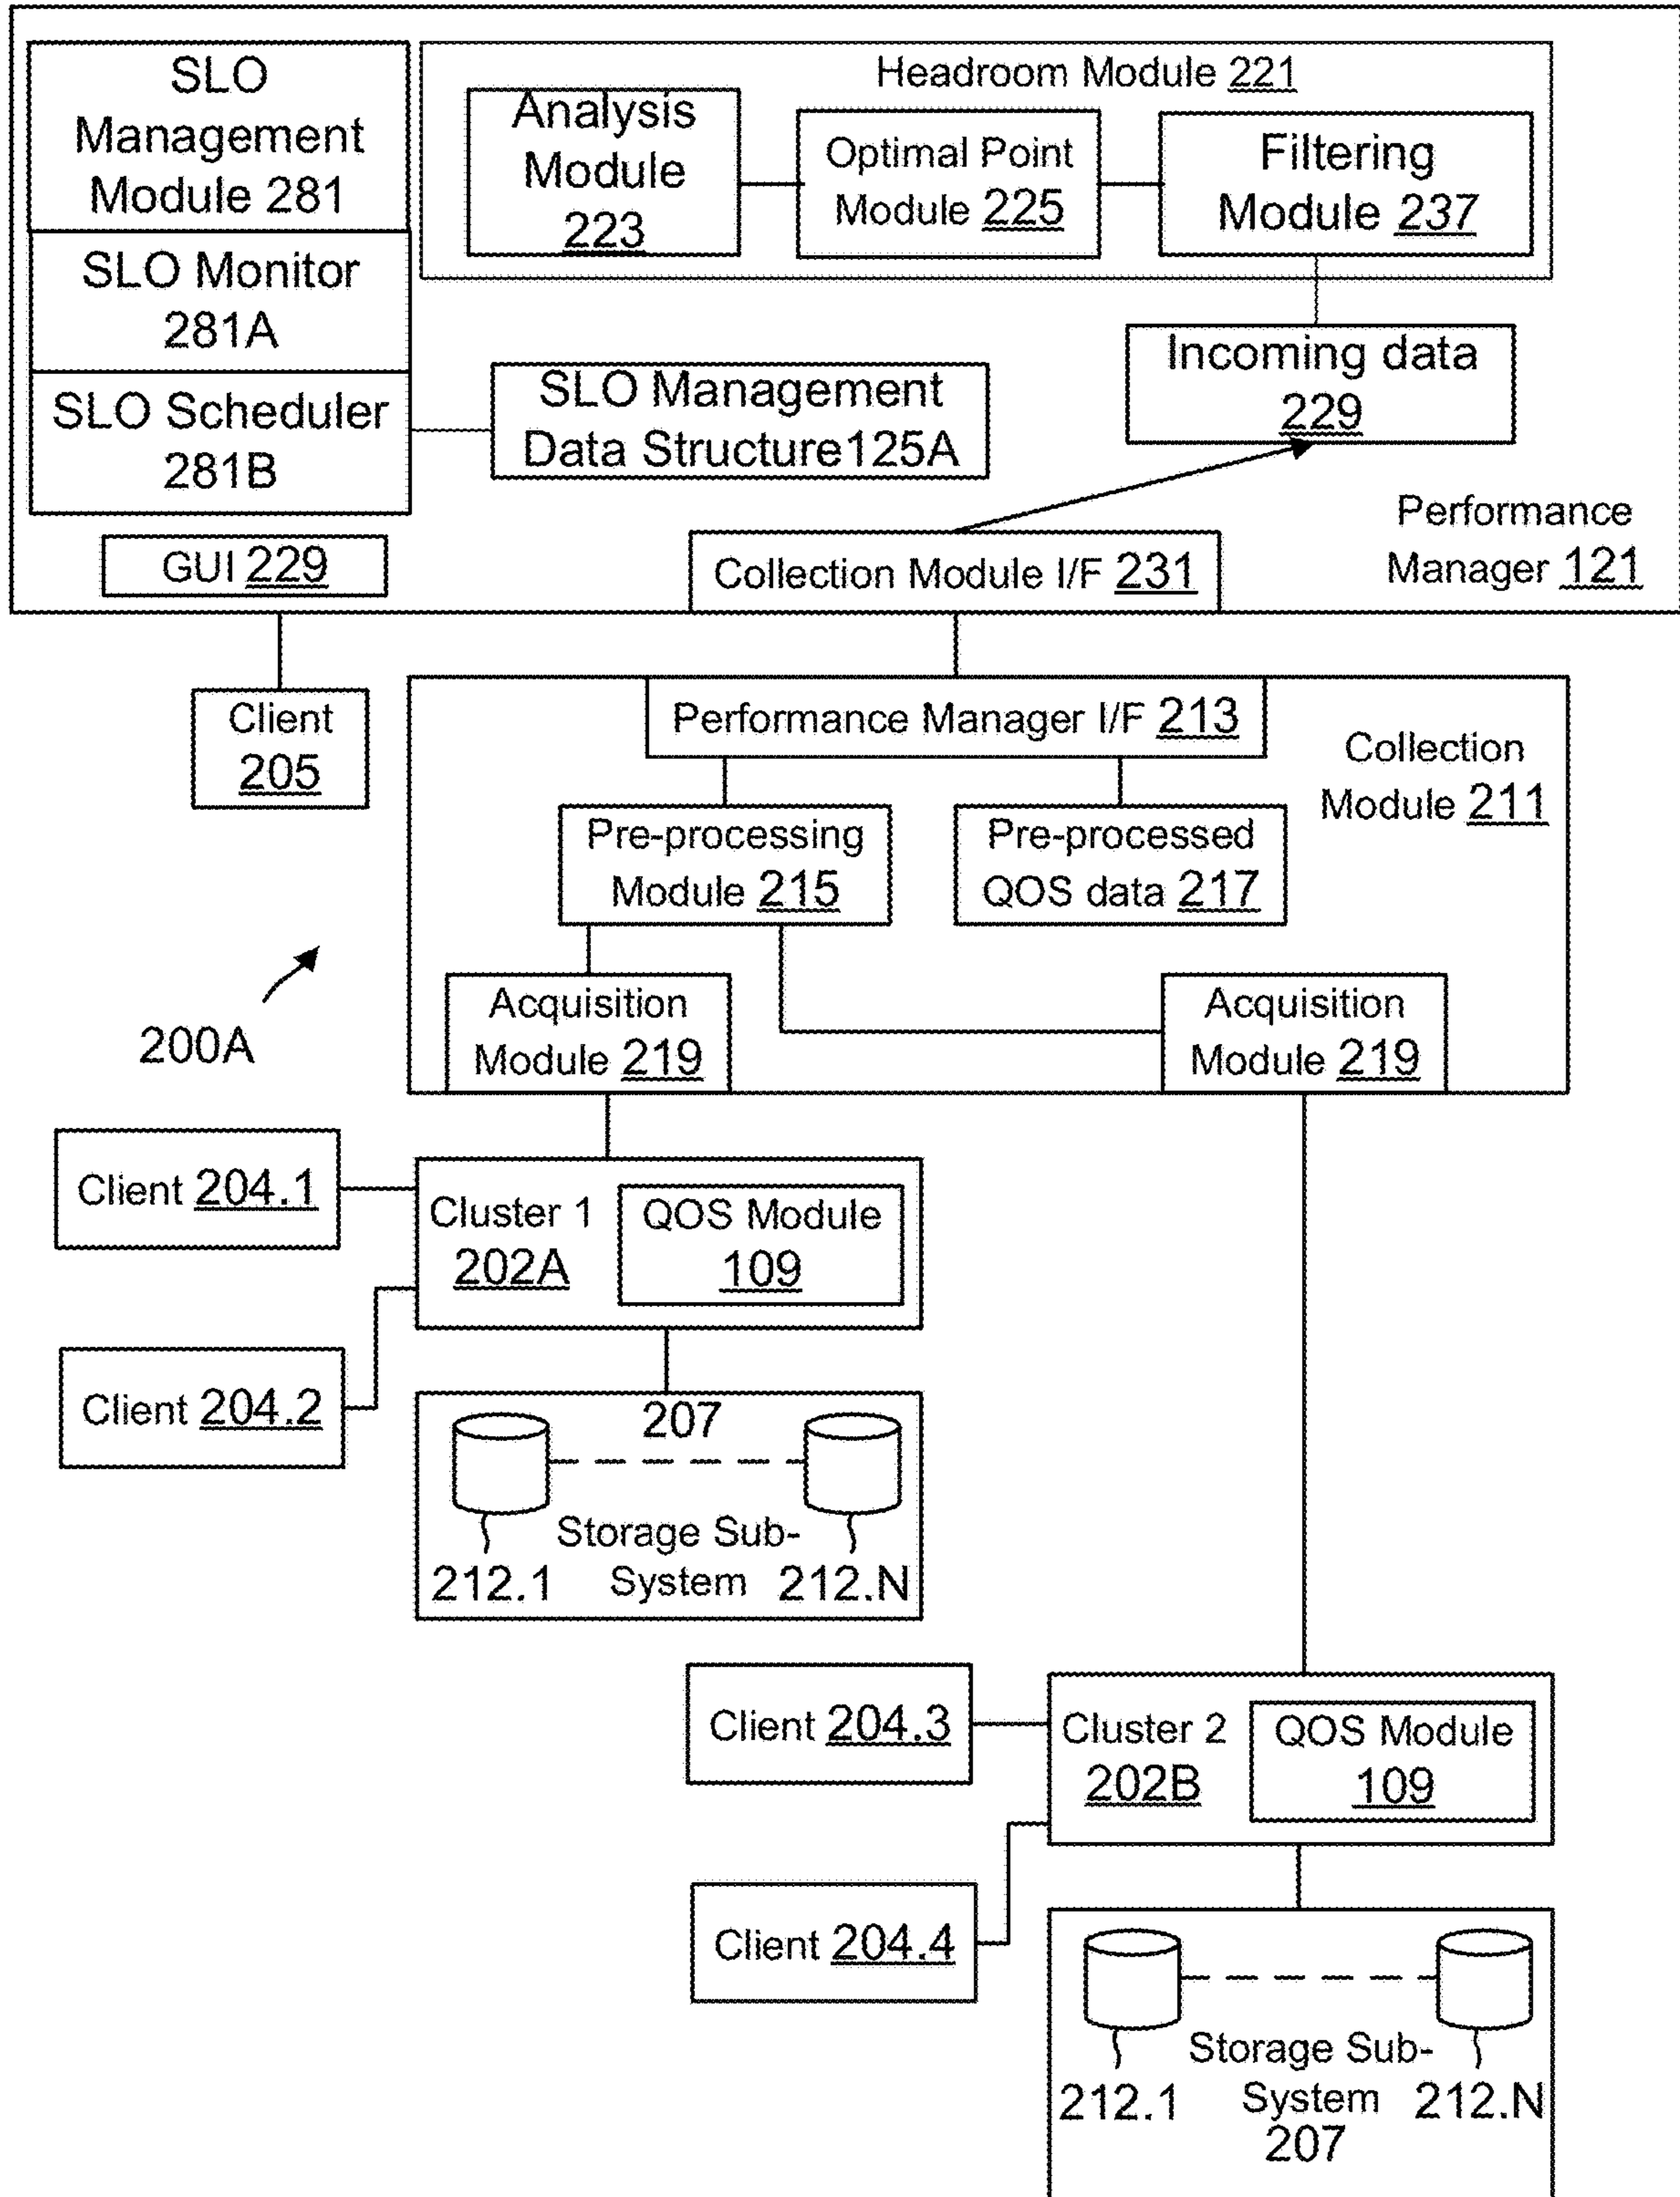 SLO
Management
Module 281
SLO Monitor
281A
SLO Scheduler
281B
GUI 229
Headroom Module 221
Analysis
Module
223
Optimal Point
Module 225
Filtering
Module 237
Incoming data
229
SLO Management
Data Structure125A
Collection Module I/F 231
Performance
Manager 121
Client
205
Performance Manager I/F 213
Collection
Module 211
Pre-processing
Module 215
Pre-processed
QOS data 217
Acquisition
Module 219
Acquisition
Module 219
200A
Client 204.1
Cluster 1
202A
QOS Module
109
Client 204.2
207
Storage Sub-
System
212.1
212.N
Client 204.3
Cluster 2
202B
QOS Module
109
Client 204.4
Storage Sub-
System
207
212.1
212.N